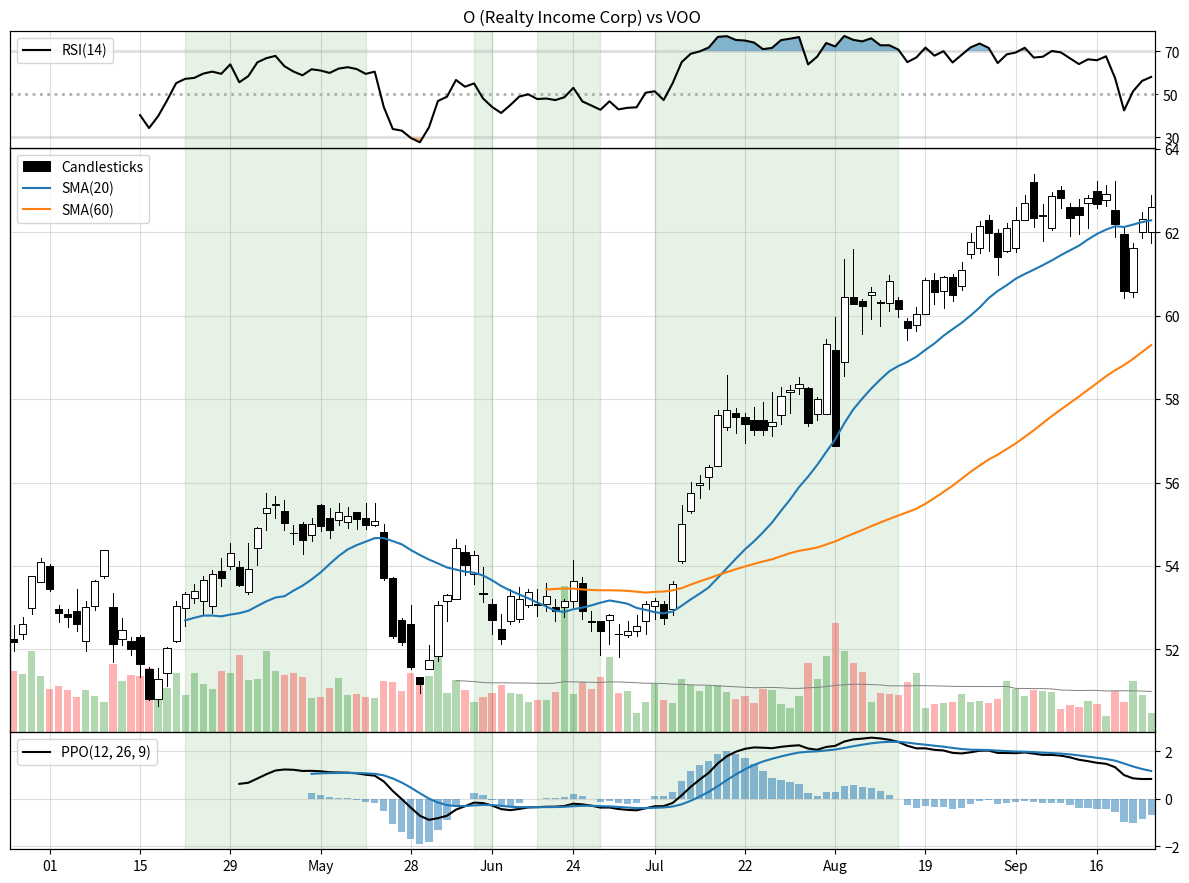 O (Realty Income Corp) vs VOO
RSI(14)
70
50
30
Candlesticks
SMA(20)
SMA(60)
64
62
60
58
56
54
52
PPO(12, 26, 9)
2
0
−2
01 15 29 May 28 Jun 24 Jul 22 Aug 19 Sep 16